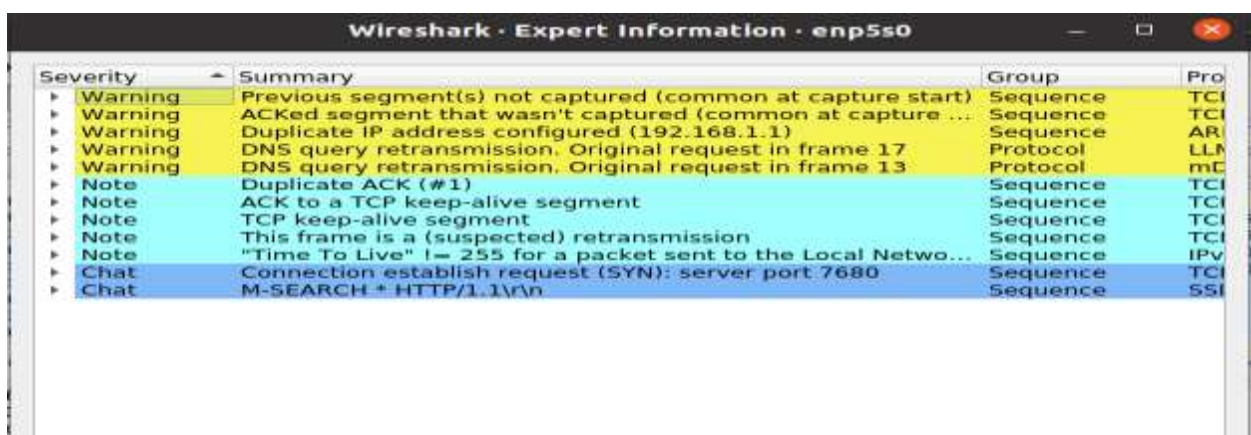 Wireshark · Expert Information · enp5s0
Severity Summary Group Pro
Warning Previous segment(s) not captured (common at capture start) Sequence TCI
Warning ACKed segment that wasn't captured (common at capture ... Sequence TCI
Warning Duplicate IP address configured (192.168.1.1) Sequence AR
Warning DNS query retransmission. Original request in frame 17 Protocol LLN
Warning DNS query retransmission. Original request in frame 13 Protocol mD
Note Duplicate ACK (#1) Sequence TCI
Note ACK to a TCP keep-alive segment Sequence TCI
Note TCP keep-alive segment Sequence TCI
Note This frame is a (suspected) retransmission Sequence TCI
Note "Time To Live" != 255 for a packet sent to the Local Netwo... Sequence IPv
Chat Connection establish request (SYN): server port 7680 Sequence TCI
Chat M-SEARCH * HTTP/1.1\r\n Sequence SSI